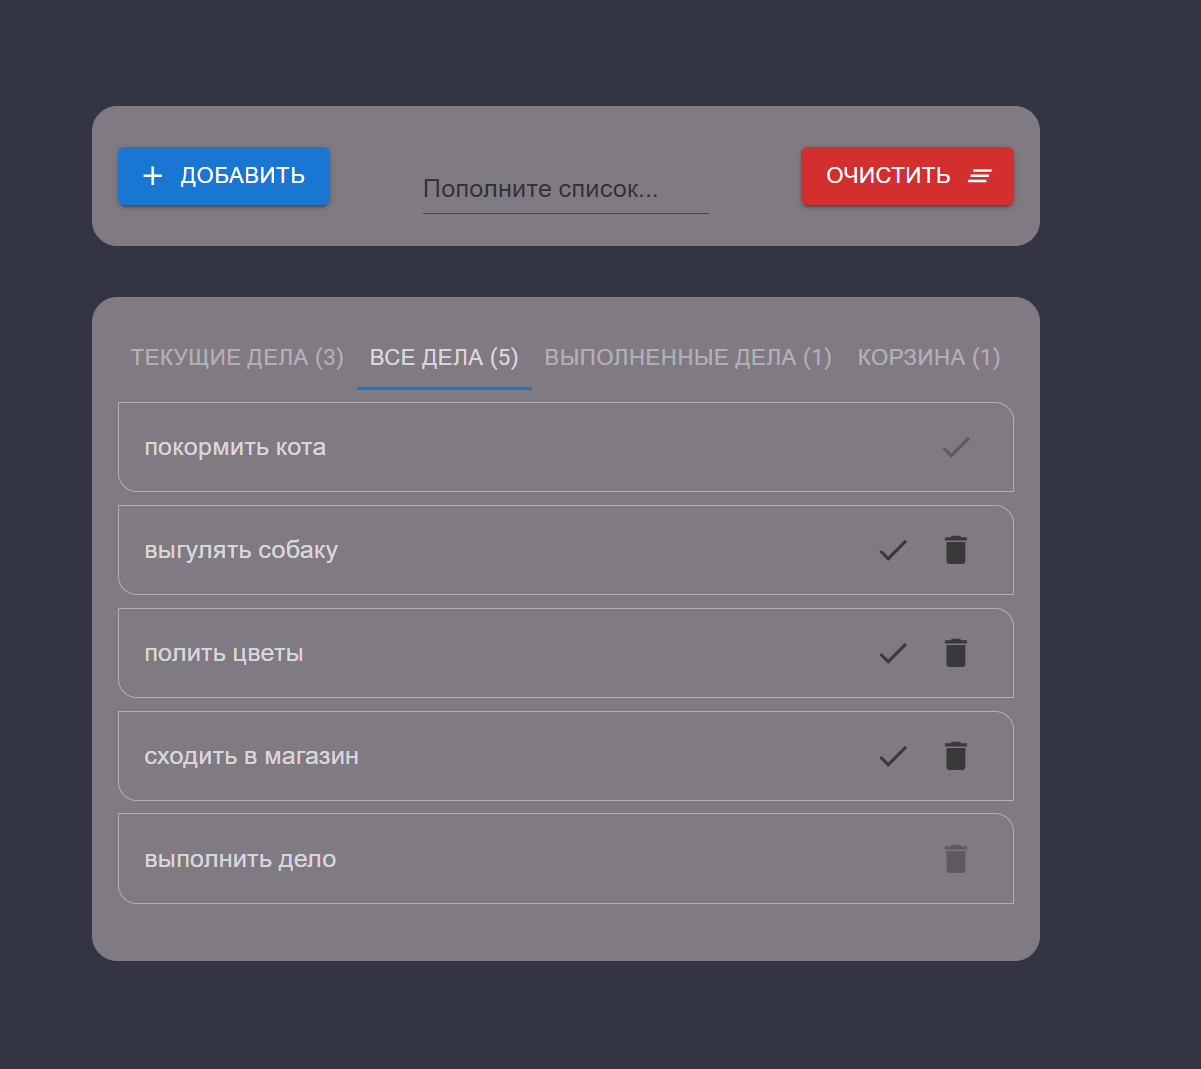 ДОБАВИТЬ
Пополните список...
ОЧИСТИТЬ
ТЕКУЩИЕ ДЕЛА (3)
ВСЕ ДЕЛА (5)
ВЫПОЛНЕННЫЕ ДЕЛА (1)
КОРЗИНА (1)
покормить кота
выгулять собаку
полить цветы
сходить в магазин
выполнить дело